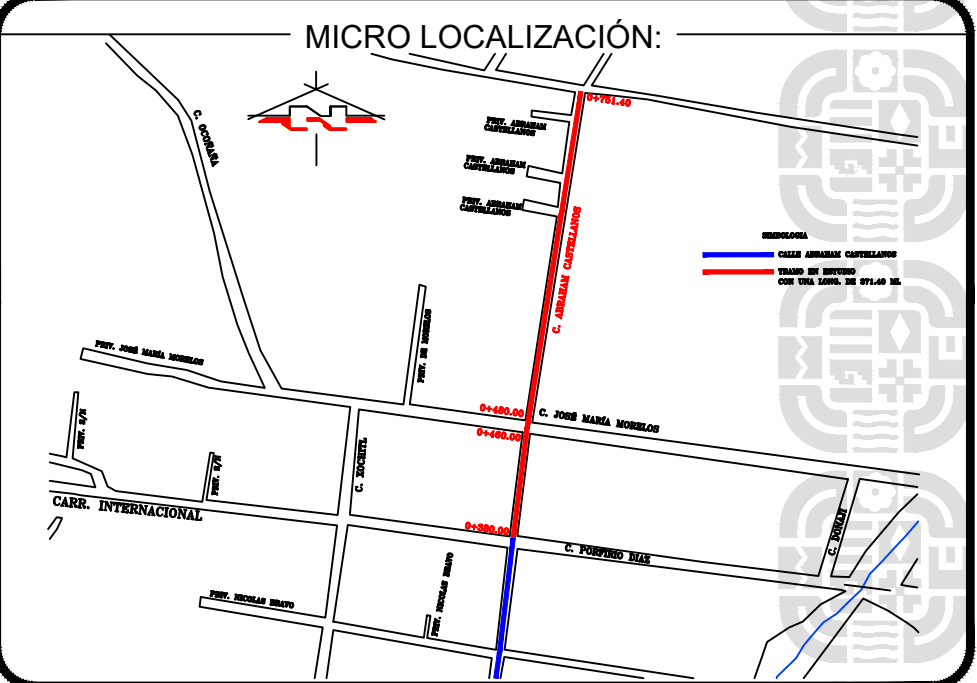 MICRO LOCALIZACIÓN:
0+751.40
PRIV. ABRAHAM
CASTELLANOS
C. OCOÑAÑA
PRIV. ABRAHAM
CASTELLANOS
PRIV. ABRAHAM
CASTELLANOS
C. ABRAHAM CASTELLANOS
SIMBOLOGIA
CALLE ABRAHAM CASTELLANOS
TRAMO EN ESTUDIO
CON UNA LONG. DE 371.40 ML
PRIV. DE MORELOS
PRIV. JOSÉ MARÍA MORELOS
0+480.00
C. JOSÉ MARÍA MORELOS
0+460.00
PRIV. S/N
C. XOCHITL
PRIV. S/N
CARR. INTERNACIONAL
0+380.00
C. PORFIRIO DIAZ
C. DONAJI
PRIV. NICOLAS BRAVO
PRIV. NICOLAS BRAVO